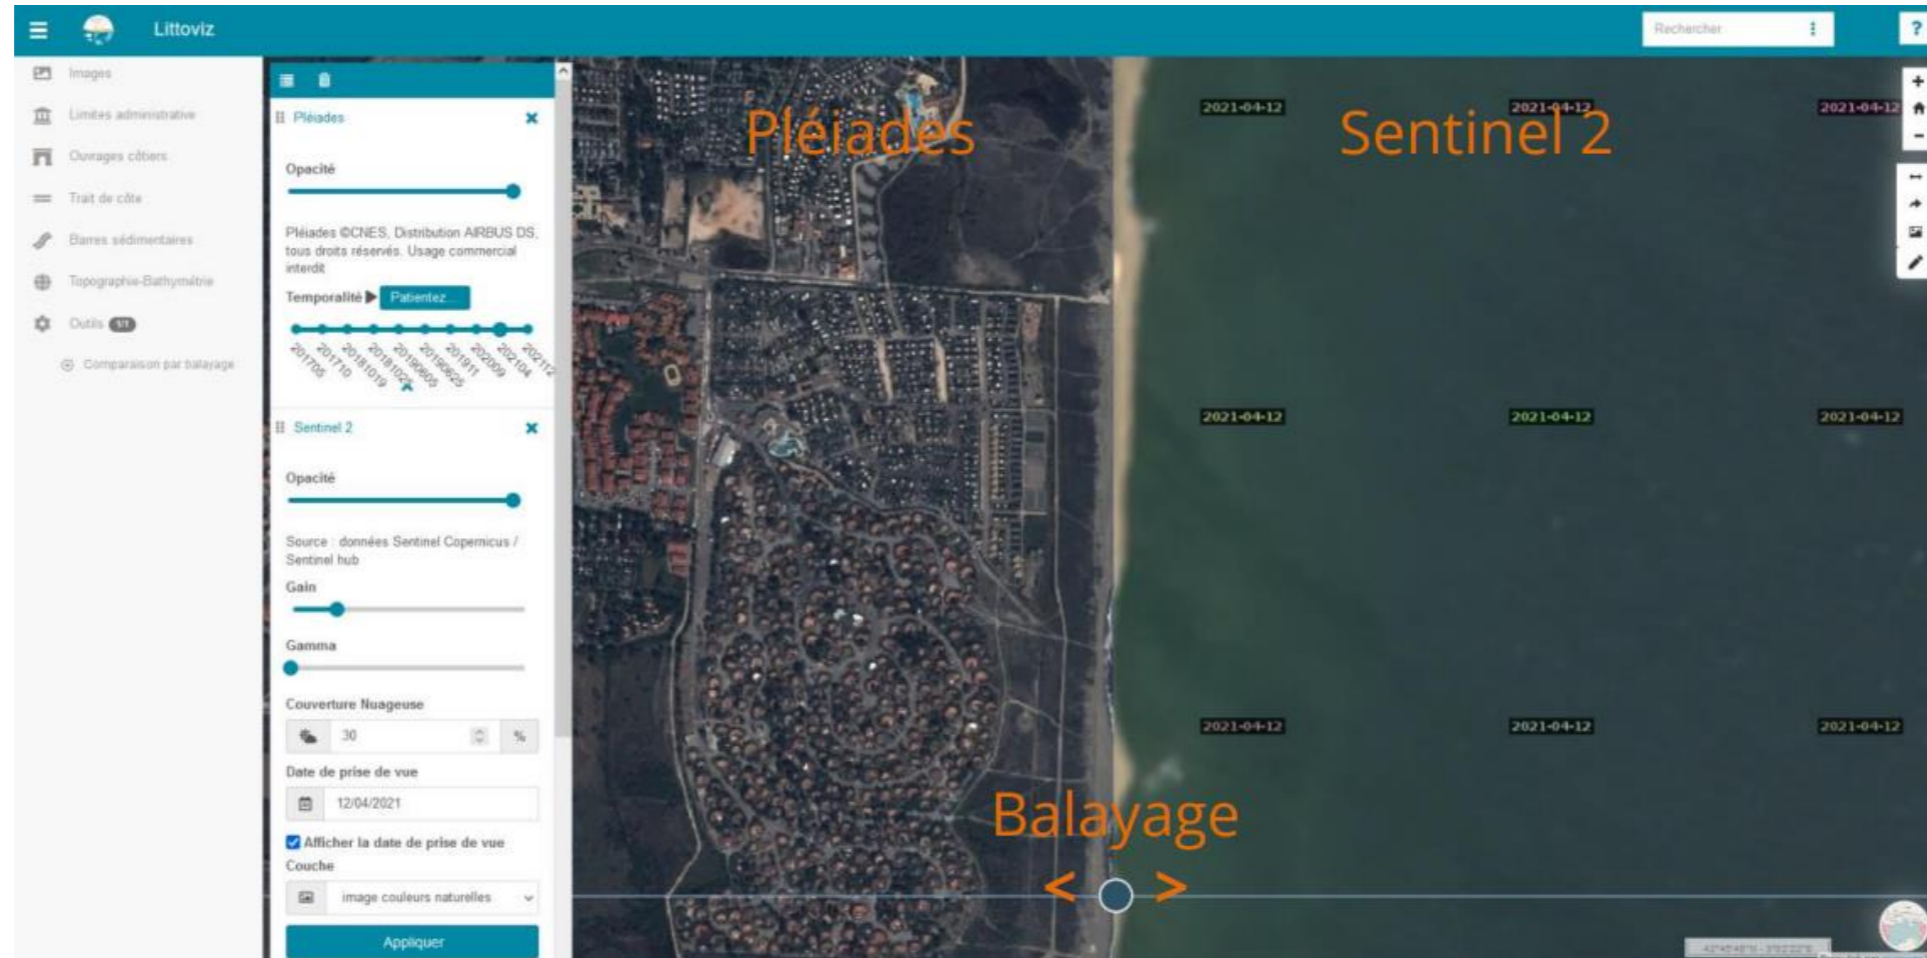 Littoviz
Rechercher
?
Images
Limites administrative
Ouvrages côtiers
Trait de côte
Barres sédimentaires
Topographie-Bathymétrie
Outils 1/1
Comparaison par balayage
Pléiades
Opacité
Pléiades ©CNES, Distribution AIRBUS DS,
tous droits réservés. Usage commercial
interdit
Temporalité Patientez...
201705 201710 20181019 20181026 20190605 20190625 201911 202009 202104 202112
Sentinel 2
Opacité
Source : données Sentinel Copernicus /
Sentinel hub
Gain
Gamma
Couverture Nuageuse
30 %
Date de prise de vue
12/04/2021
Afficher la date de prise de vue
Couche
image couleurs naturelles
Appliquer
Pléiades
Sentinel 2
2021-04-12 2021-04-12 2021-04-12
2021-04-12 2021-04-12 2021-04-12
2021-04-12 2021-04-12 2021-04-12
Balayage
< >